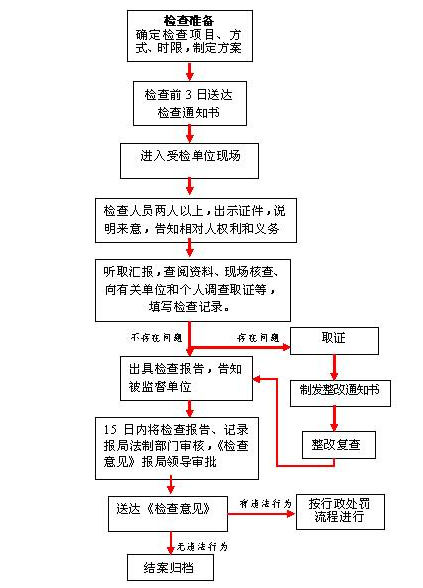 检查准备
确定检查项目、方
式、时限，制定方案
检查前 3 日送达
检查通知书
进入受检单位现场
检查人员两人以上，出示证件，说
明来意，告知相对人权利和义务
听取汇报，查阅资料、现场核查、
向有关单位和个人调查取证等，
填写检查记录。
不存在问题
存在问题
取证
出具检查报告，告知
被监督单位
制发整改通知书
整改复查
15 日内将检查报告、记录
报局法制部门审核，《检查
意见》报局领导审批
送达《检查意见》
有违法行为
按行政处罚
流程进行
无违法行为
结案归档